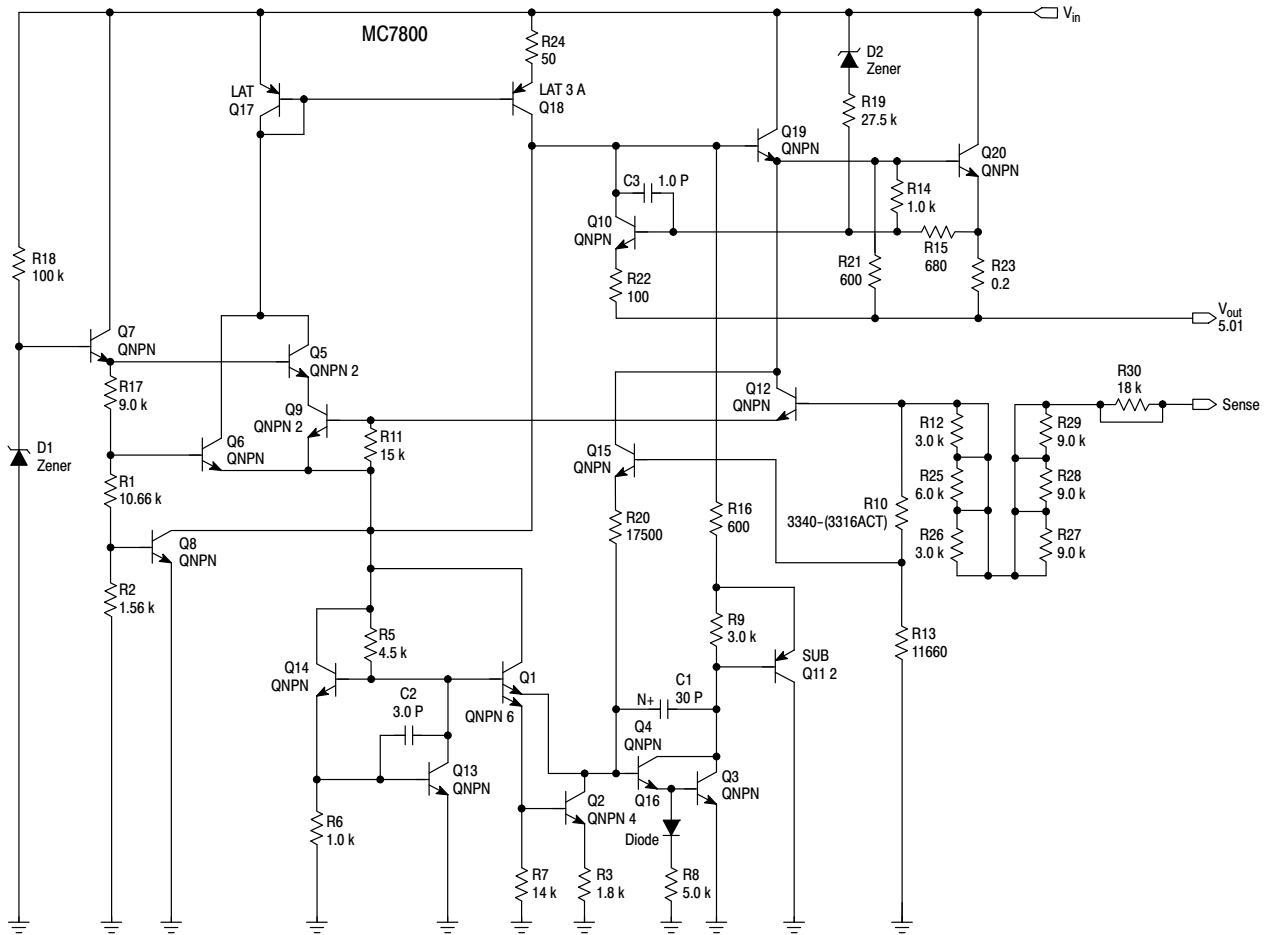 MC7800
Vin
R24
50
D2
Zener
LAT
Q17
LAT 3 A
Q18
R19
27.5 k
Q19
QNPN
Q20
QNPN
C3
1.0 P
R14
1.0 k
Q10
QNPN
R18
100 k
R15
680
R21
600
R23
0.2
R22
100
Vout
5.01
Q7
QNPN
Q5
QNPN 2
R30
18 k
R17
9.0 k
Q12
QNPN
Sense
Q9
QNPN 2
R12
3.0 k
R29
9.0 k
Q6
QNPN
R11
15 k
D1
Zener
Q15
QNPN
R25
6.0 k
R28
9.0 k
R1
10.66 k
R10
3340-(3316ACT)
R16
600
R20
17500
R26
3.0 k
R27
9.0 k
Q8
QNPN
R2
1.56 k
R9
3.0 k
R13
11660
R5
4.5 k
SUB
Q11 2
Q14
QNPN
Q1
QNPN 6
C2
3.0 P
C1
30 P
N+
Q4
QNPN
Q13
QNPN
Q3
QNPN
Q16
Q2
QNPN 4
R6
1.0 k
Diode
R7
14 k
R3
1.8 k
R8
5.0 k